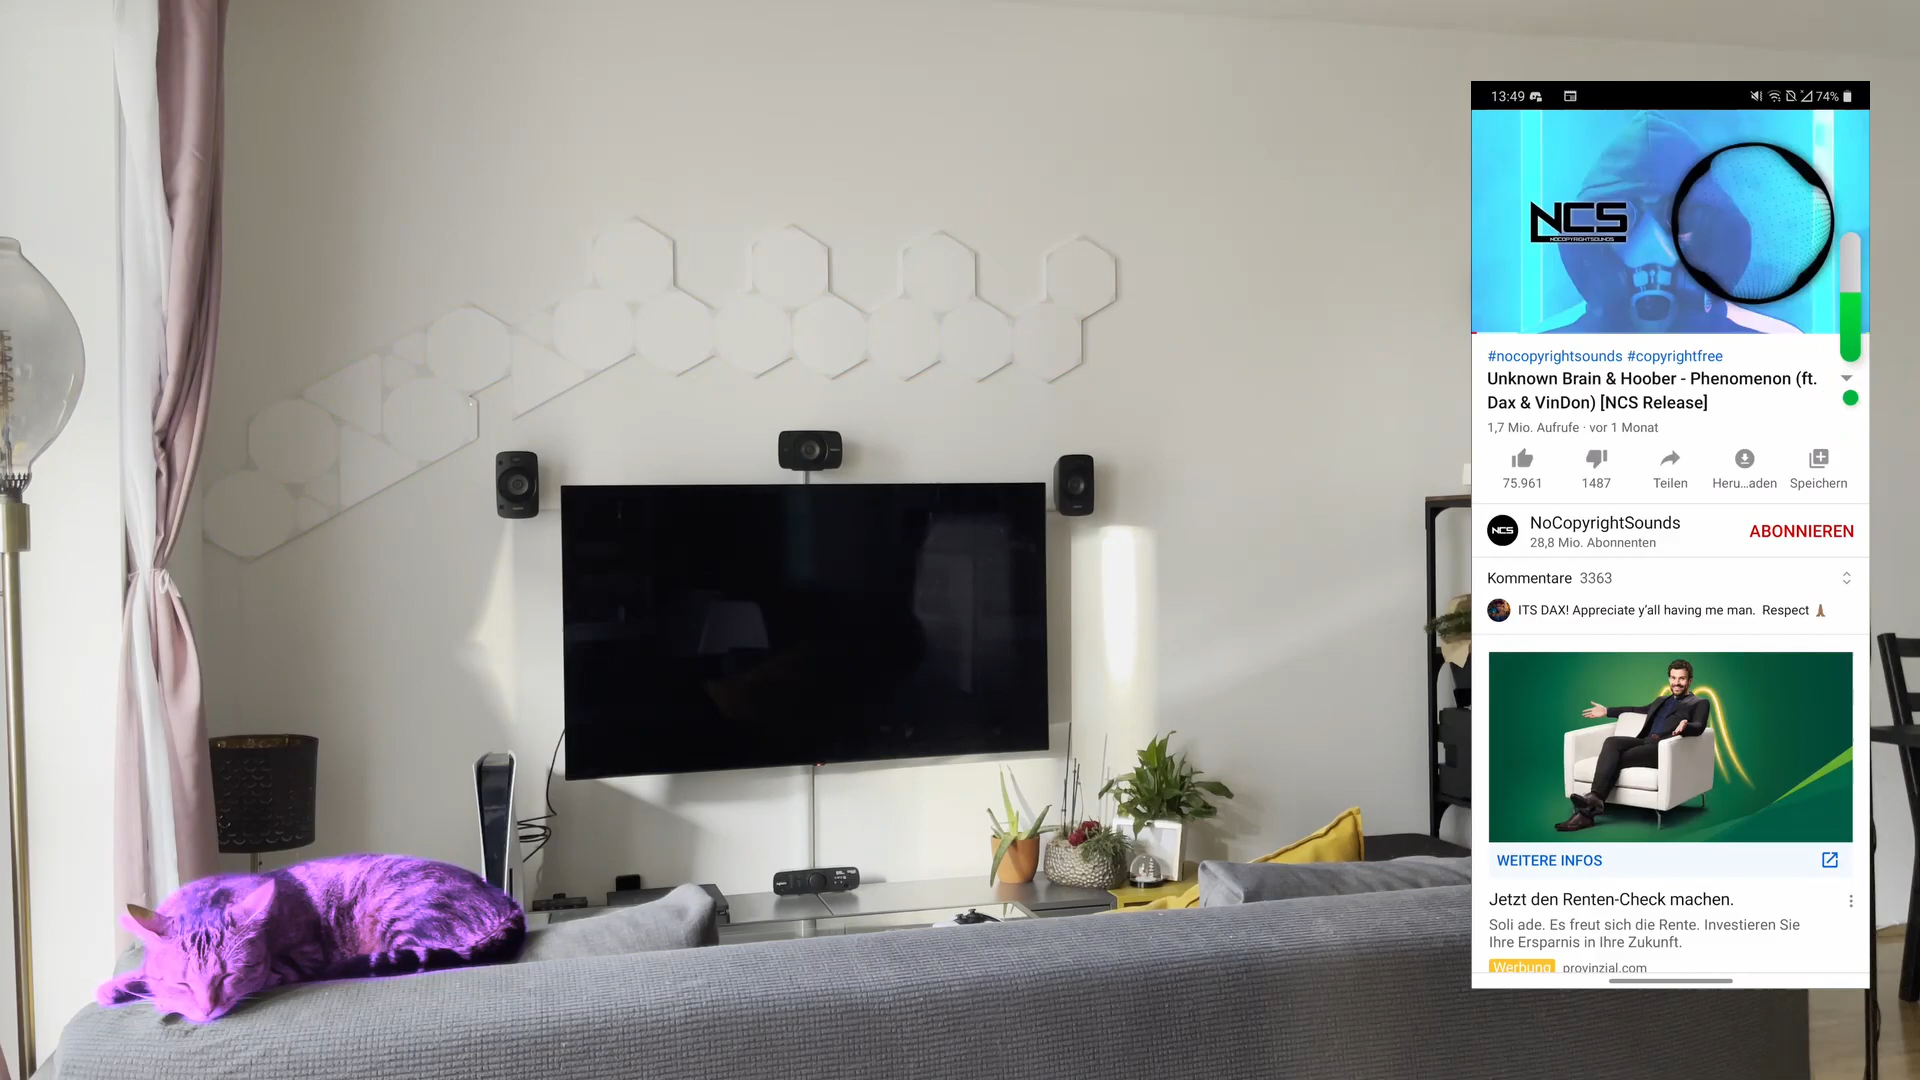 13:49
74%
NCS
NOCOPYRIGHTSOUNDS
#nocopyrightsounds #copyrightfree
Unknown Brain & Hoober - Phenomenon (ft.
Dax & VinDon) [NCS Release]
1,7 Mio. Aufrufe · vor 1 Monat
75.961
1487
Teilen
Heru...aden
Speichern
NCS
NoCopyrightSounds
28,8 Mio. Abonnenten
ABONNIEREN
Kommentare 3363
ITS DAX! Appreciate y'all having me man. Respect 🙏🏽
WEITERE INFOS
Jetzt den Renten-Check machen.
Soli ade. Es freut sich die Rente. Investieren Sie
Ihre Ersparnis in Ihre Zukunft.
Werbung provinzial.com